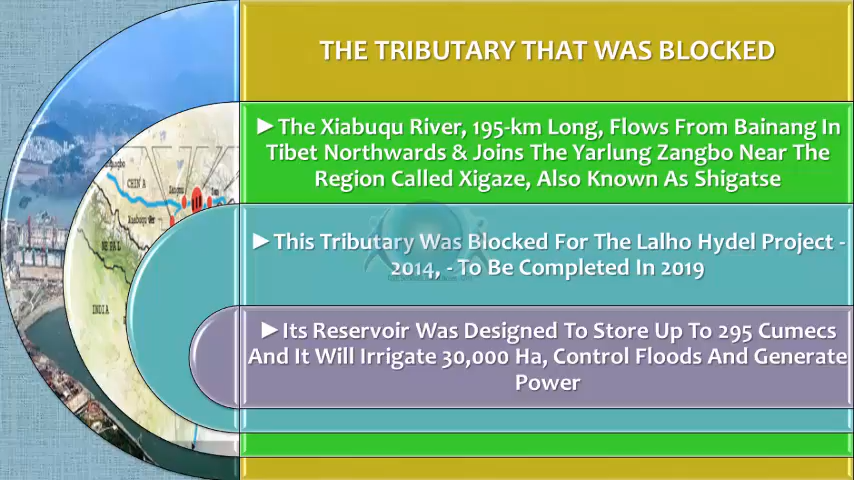 THE TRIBUTARY THAT WAS BLOCKED
►The Xiabuqu River, 195-km Long, Flows From Bainang In
Tibet Northwards & Joins The Yarlung Zangbo Near The
Region Called Xigaze, Also Known As Shigatse
►This Tributary Was Blocked For The Lalho Hydel Project -
2014, - To Be Completed In 2019
►Its Reservoir Was Designed To Store Up To 295 Cumecs
And It Will Irrigate 30,000 Ha, Control Floods And Generate
Power
CHINA
NEPAL
INDIA